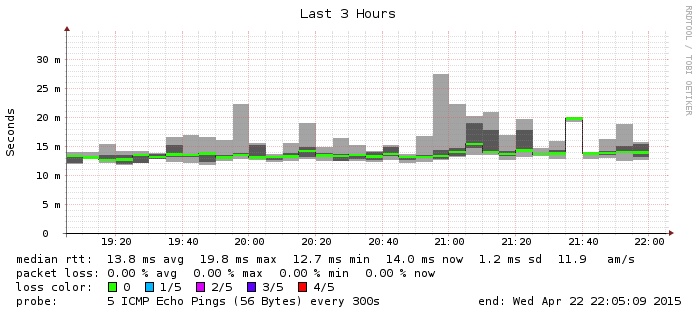 Last 3 Hours
RRDTOOL / TOBI OETIKER
Seconds
30 m
25 m
20 m
15 m
10 m
5 m
0
19:20 19:40 20:00 20:20 20:40 21:00 21:20 21:40 22:00
median rtt: 13.8 ms avg 19.8 ms max 12.7 ms min 14.0 ms now 1.2 ms sd 11.9 am/s
packet loss: 0.00 % avg 0.00 % max 0.00 % min 0.00 % now
loss color: 0 1/5 2/5 3/5 4/5
probe: 5 ICMP Echo Pings (56 Bytes) every 300s end: Wed Apr 22 22:05:09 2015